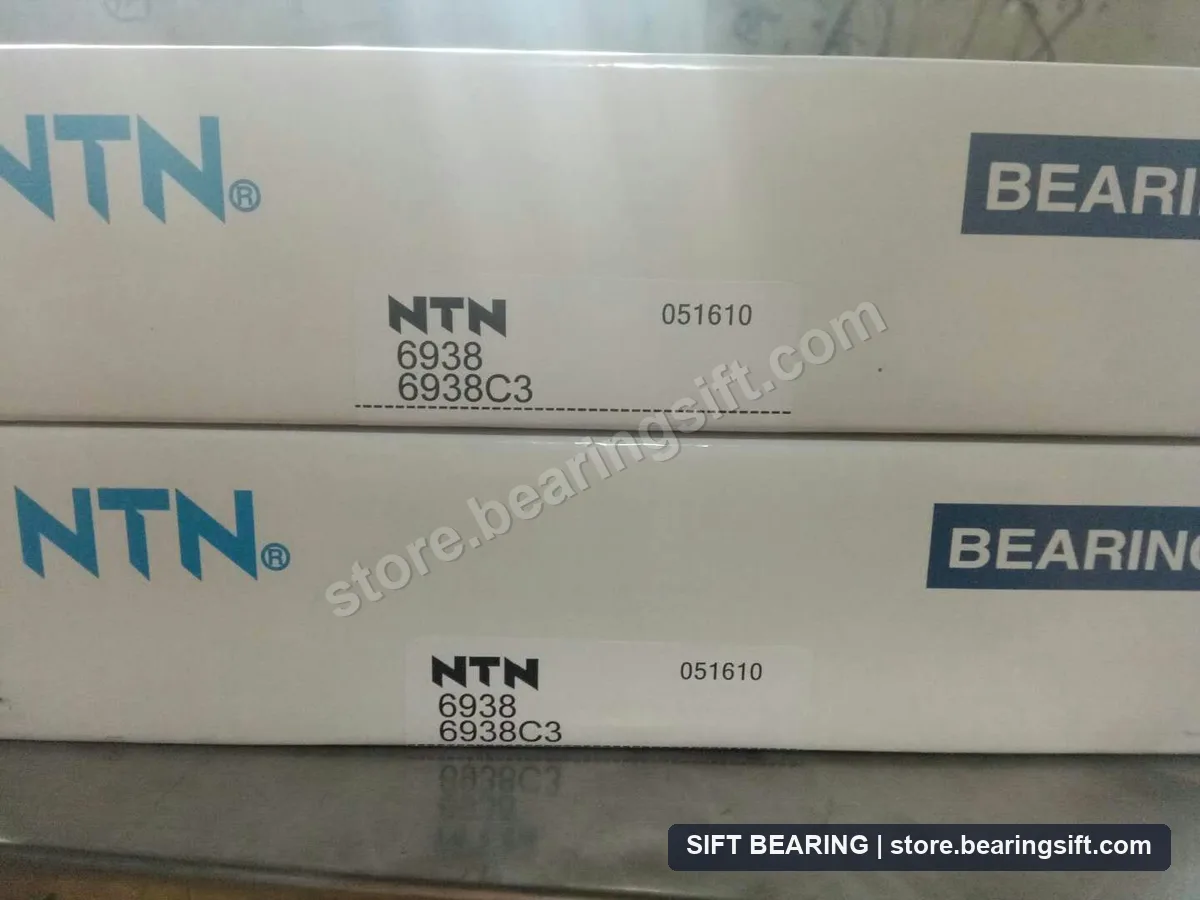 NTN®
BEARI
NTN
051610
6938
6938C3
store.bearingsift.com
NTN®
BEARING
NTN
051610
6938
6938C3
SIFT BEARING | store.bearingsift.com